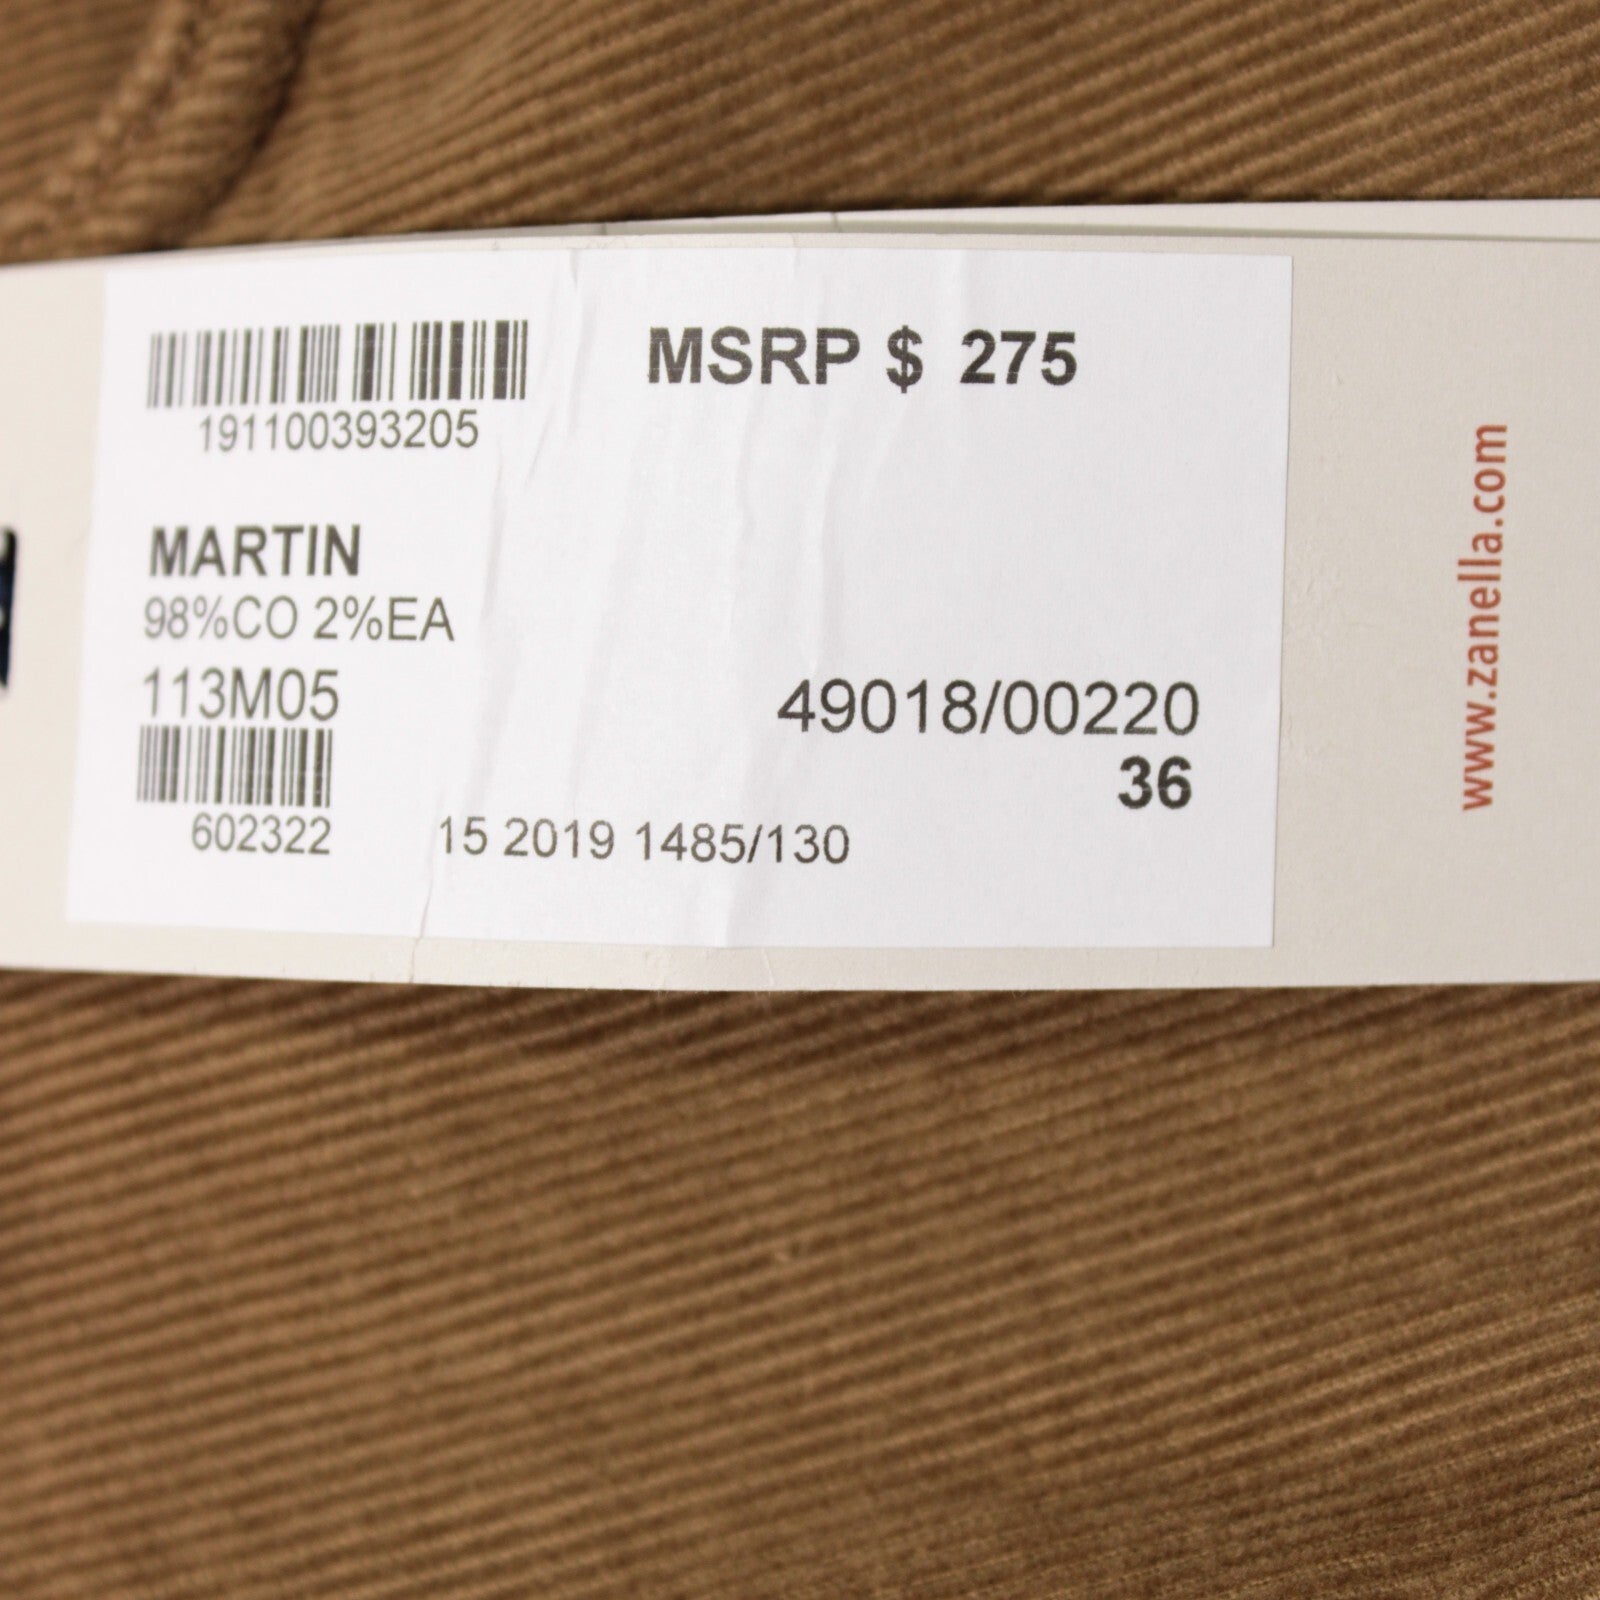 MSRP $ 275
191100393205
MARTIN
98%CO 2%EA
113M05
49018/00220
36
602322
15 2019 1485/130
www.zanella.com